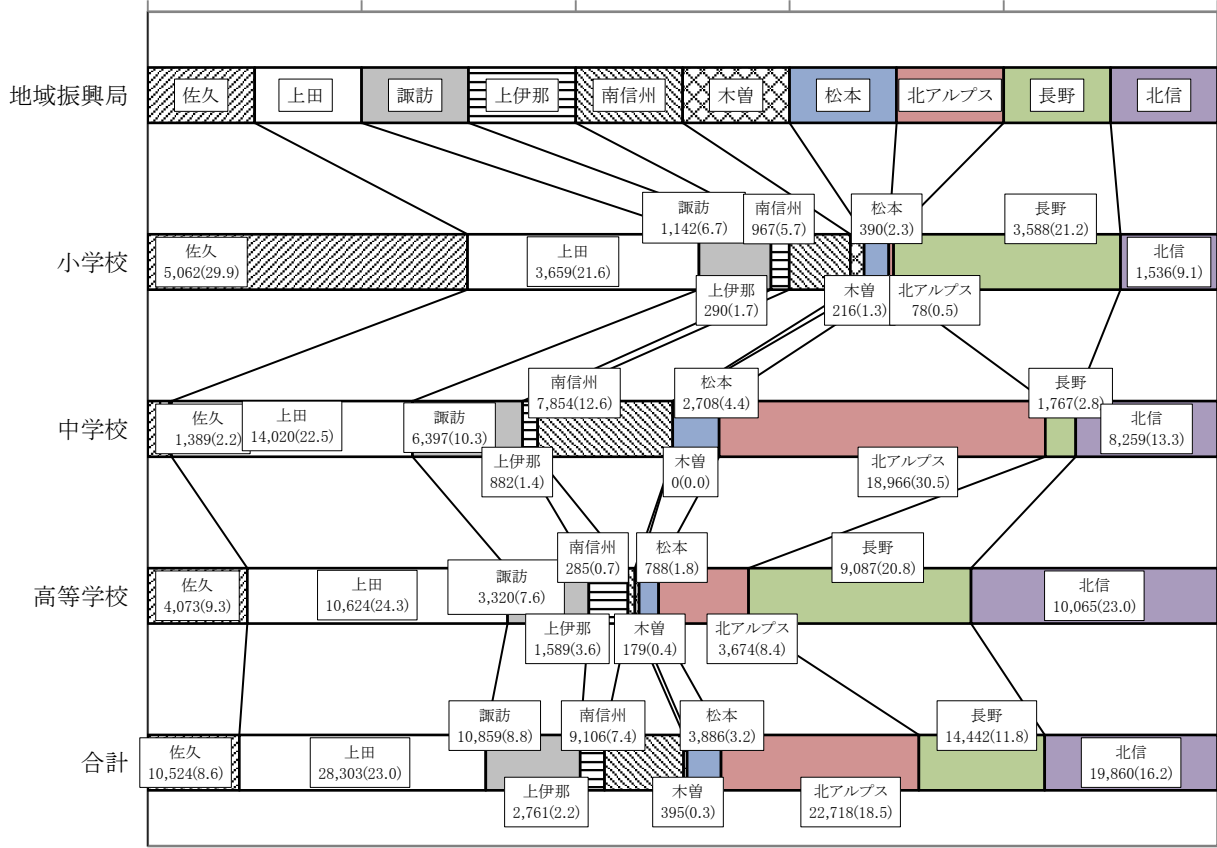 地域振興局
佐久
上田
諏訪
上伊那
南信州
木曽
松本
北アルプス
長野
北信
小学校
佐久
5,062(29.9)
上田
3,659(21.6)
諏訪
1,142(6.7)
上伊那
290(1.7)
南信州
967(5.7)
木曽
216(1.3)
松本
390(2.3)
北アルプス
78(0.5)
長野
3,588(21.2)
北信
1,536(9.1)
中学校
佐久
1,389(2.2)
上田
14,020(22.5)
諏訪
6,397(10.3)
上伊那
882(1.4)
南信州
7,854(12.6)
木曽
0(0.0)
松本
2,708(4.4)
北アルプス
18,966(30.5)
長野
1,767(2.8)
北信
8,259(13.3)
高等学校
佐久
4,073(9.3)
上田
10,624(24.3)
諏訪
3,320(7.6)
上伊那
1,589(3.6)
南信州
285(0.7)
木曽
179(0.4)
松本
788(1.8)
北アルプス
3,674(8.4)
長野
9,087(20.8)
北信
10,065(23.0)
合計
佐久
10,524(8.6)
上田
28,303(23.0)
諏訪
10,859(8.8)
上伊那
2,761(2.2)
南信州
9,106(7.4)
木曽
395(0.3)
松本
3,886(3.2)
北アルプス
22,718(18.5)
長野
14,442(11.8)
北信
19,860(16.2)